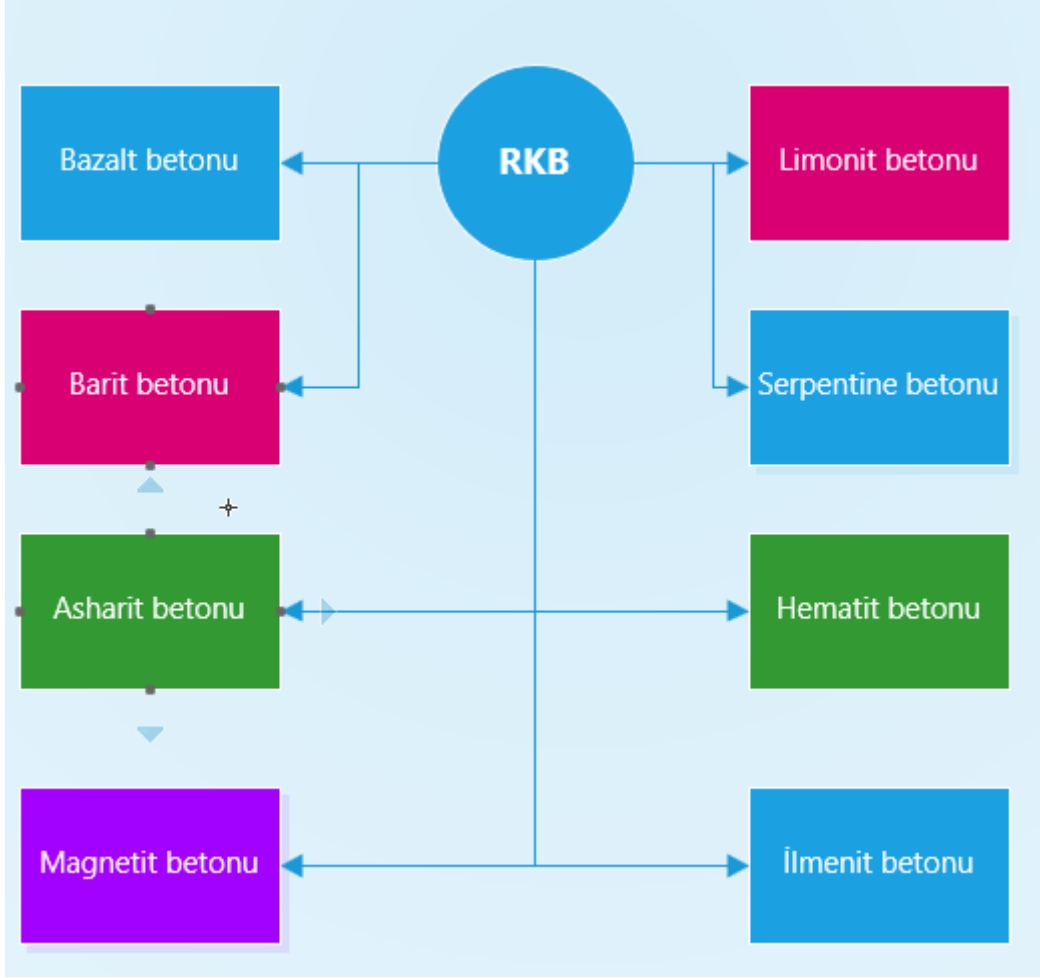 Bazalt betonu
RKB
Limonit betonu
Barit betonu
Serpentine betonu
Asharit betonu
Hematit betonu
Magnetit betonu
İlmenit betonu